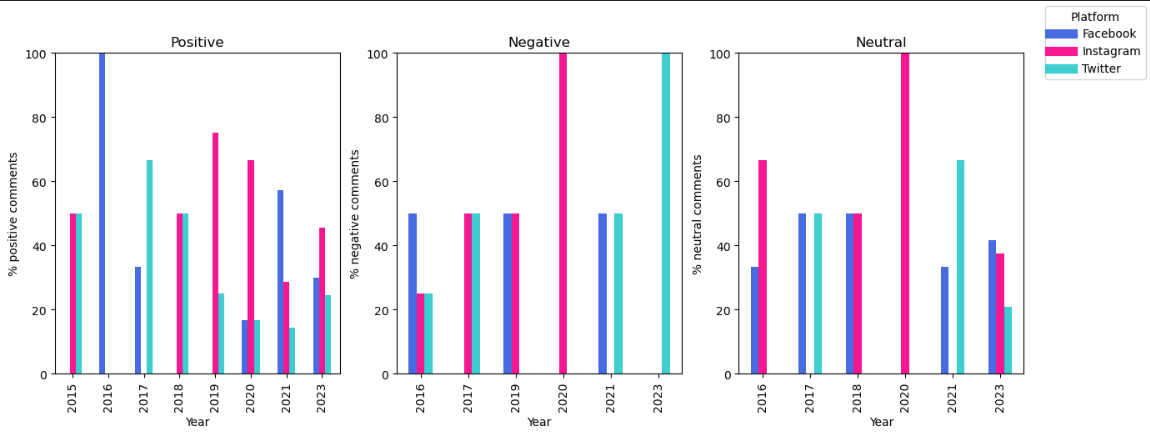 Platform
Facebook
Instagram
Twitter
Positive
% positive comments
100
80
60
40
20
0
2015
2016
2017
2018
2019
2020
2021
2023
Year
Negative
% negative comments
100
80
60
40
20
0
2016
2017
2019
2020
2021
2023
Year
Neutral
% neutral comments
100
80
60
40
20
0
2016
2017
2018
2020
2021
2023
Year